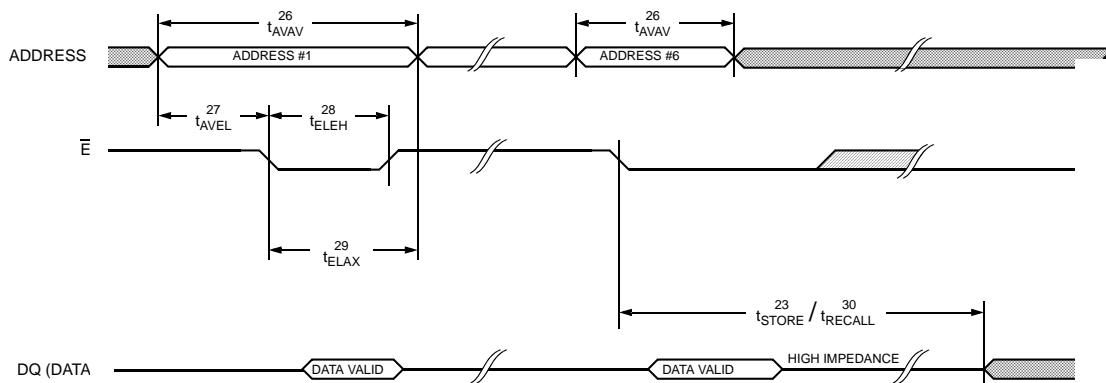 26 26
tAVAV tAVAV
ADDRESS ADDRESS #1 ADDRESS #6
27 28
tAVEL tELEH
E
29
tELAX
23 30
tSTORE / tRECALL
DQ (DATA DATA VALID DATA VALID HIGH IMPEDANCE